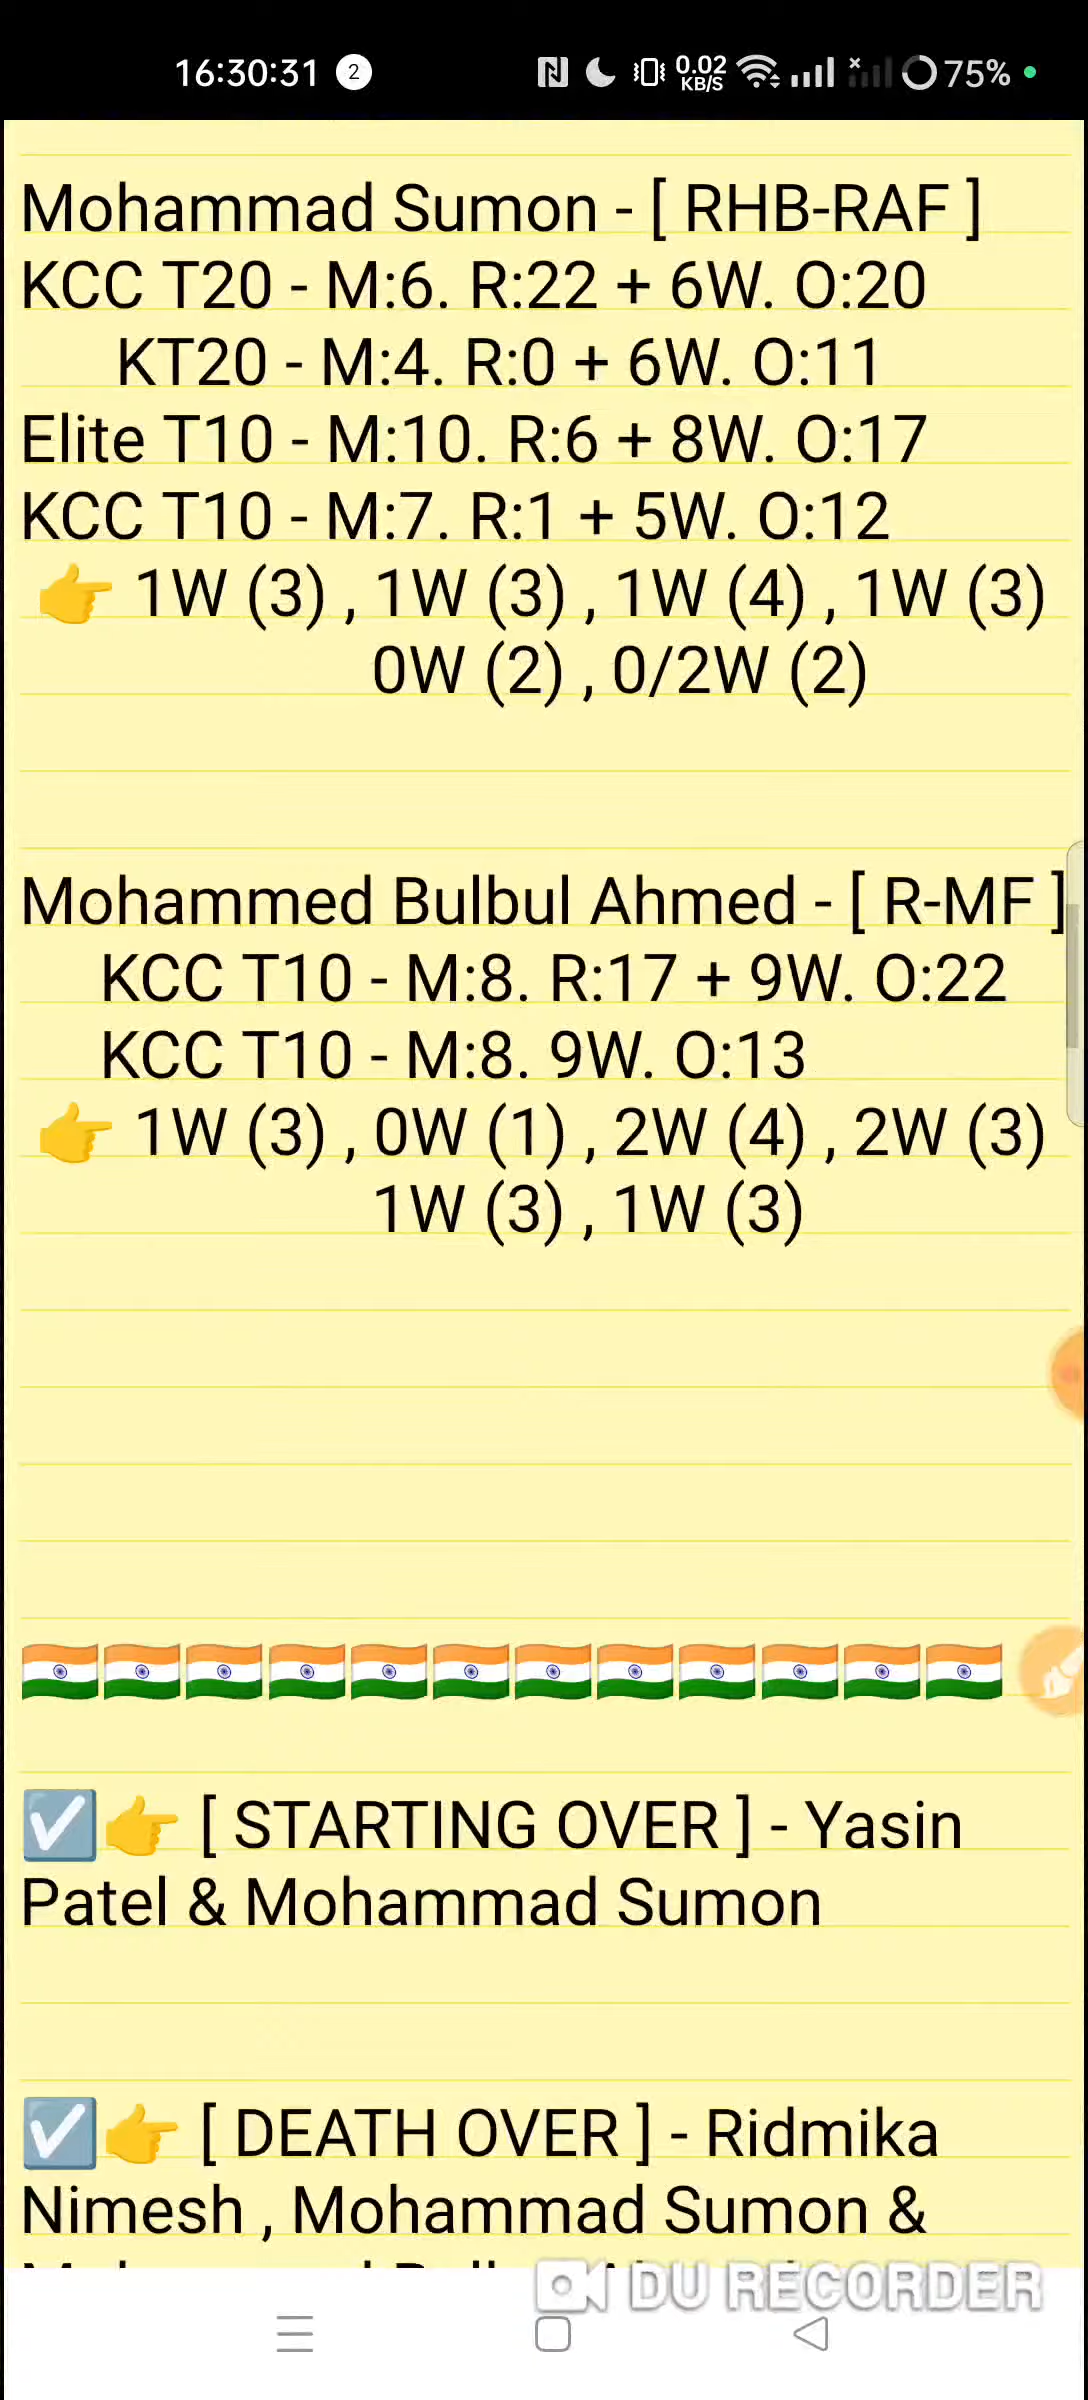 16:30:31 2 0.02 KB/S 75%
Mohammad Sumon - [ RHB-RAF ]
KCC T20 - M:6. R:22 + 6W. O:20
KT20 - M:4. R:0 + 6W. O:11
Elite T10 - M:10. R:6 + 8W. O:17
KCC T10 - M:7. R:1 + 5W. O:12
👉 1W (3) , 1W (3) , 1W (4) , 1W (3)
0W (2) , 0/2W (2)
Mohammed Bulbul Ahmed - [ R-MF ]
KCC T10 - M:8. R:17 + 9W. O:22
KCC T10 - M:8. 9W. O:13
👉 1W (3) , 0W (1) , 2W (4) , 2W (3)
1W (3) , 1W (3)
🇮🇳🇮🇳🇮🇳🇮🇳🇮🇳🇮🇳🇮🇳🇮🇳🇮🇳🇮🇳🇮🇳🇮🇳
☑️👉 [ STARTING OVER ] - Yasin
Patel & Mohammad Sumon
☑️👉 [ DEATH OVER ] - Ridmika
Nimesh , Mohammad Sumon &
DU RECORDER